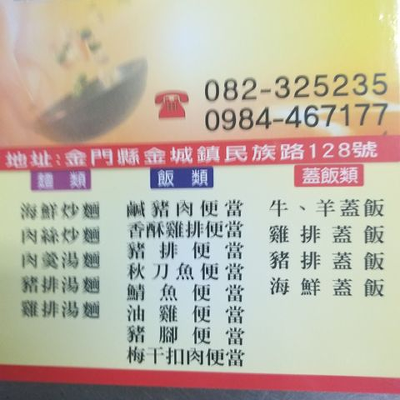 082-325235
0984-467177
地址:金門縣金城鎮民族路128號
麵 類
海鮮炒麵
肉絲炒麵
肉羹湯麵
豬排湯麵
雞排湯麵
飯 類
鹹豬肉便當
香酥雞排便當
豬排便當
秋刀魚便當
鯖魚便當
油雞便當
豬腳便當
梅干扣肉便當
蓋飯類
牛、羊蓋飯
雞排蓋飯
豬排蓋飯
海鮮蓋飯